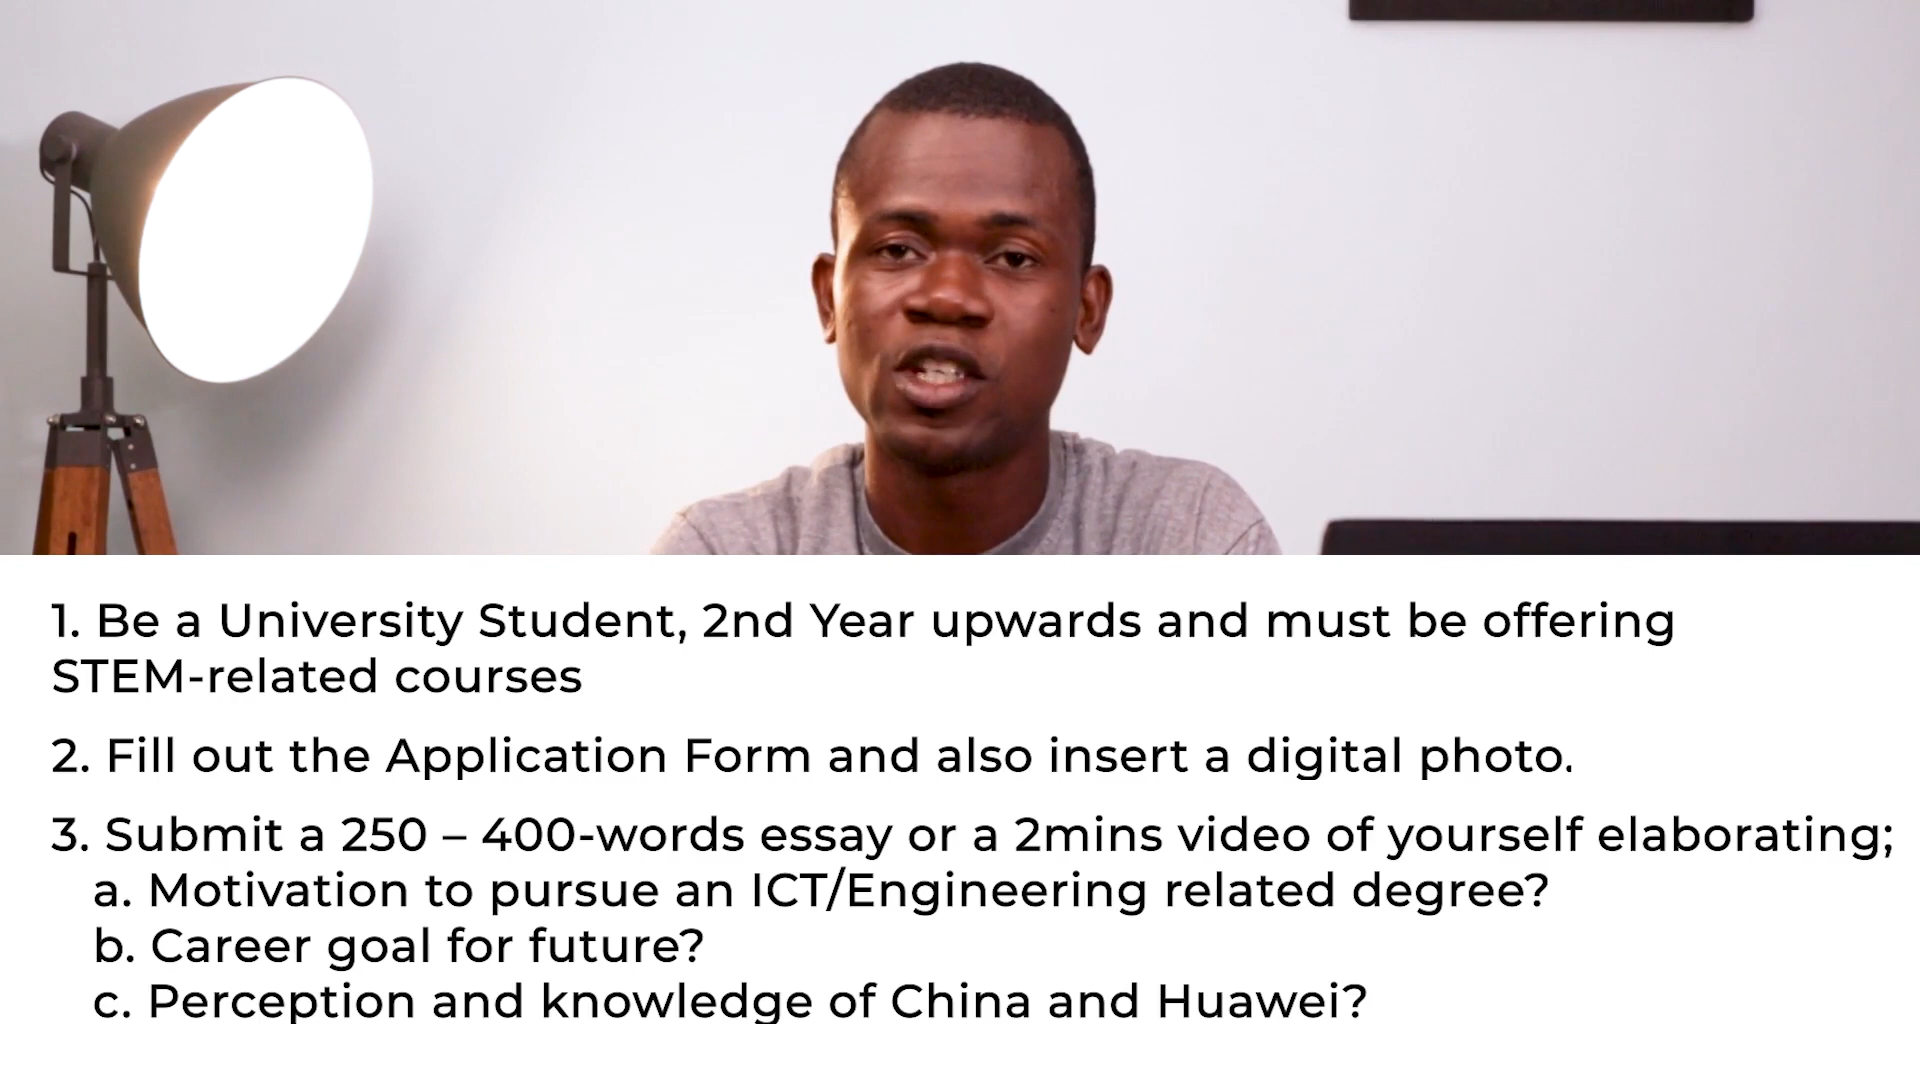 1. Be a University Student, 2nd Year upwards and must be offering
STEM-related courses
2. Fill out the Application Form and also insert a digital photo.
3. Submit a 250 – 400-words essay or a 2mins video of yourself elaborating;
a. Motivation to pursue an ICT/Engineering related degree?
b. Career goal for future?
c. Perception and knowledge of China and Huawei?